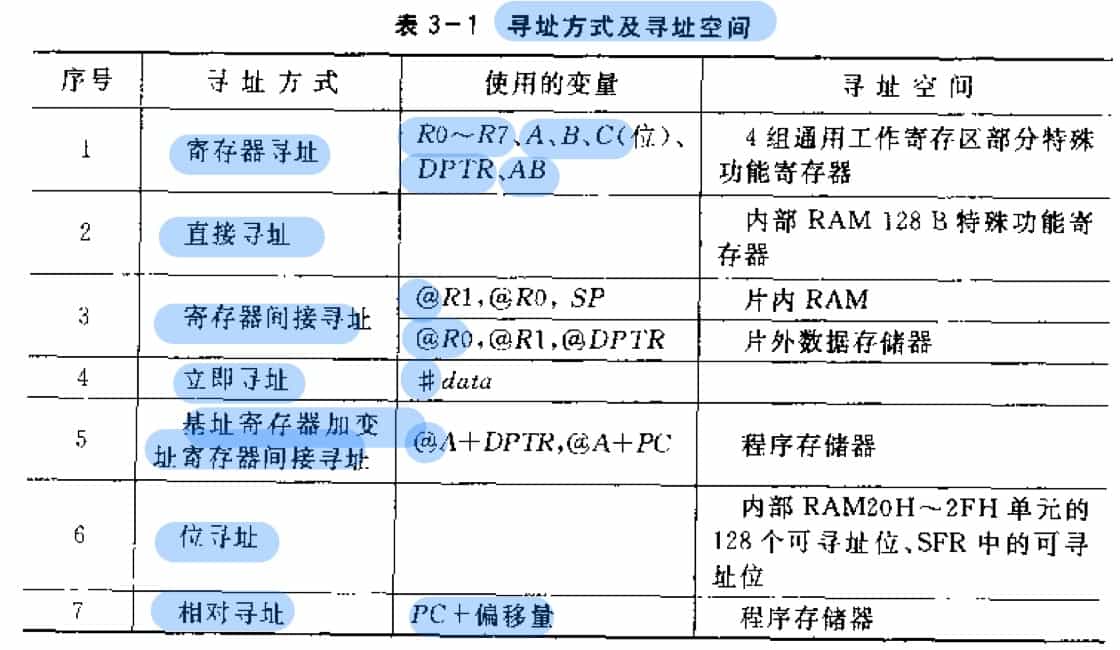 表 3-1 寻址方式及寻址空间
序号 寻址方式 使用的变量 寻址空间
1 寄存器寻址 R0～R7、A、B、C(位)、 4组通用工作寄存区部分特殊
DPTR、AB 功能寄存器
2 直接寻址 内部 RAM 128 B 特殊功能寄
存器
3 寄存器间接寻址 @R1,@R0, SP 片内 RAM
@R0,@R1,@DPTR 片外数据存储器
4 立即寻址 #data
5 基址寄存器加变
址寄存器间接寻址 @A+DPTR,@A+PC 程序存储器
6 位寻址 内部 RAM20H～2FH 单元的
128 个可寻址位、SFR 中的可寻
址位
7 相对寻址 PC+偏移量 程序存储器